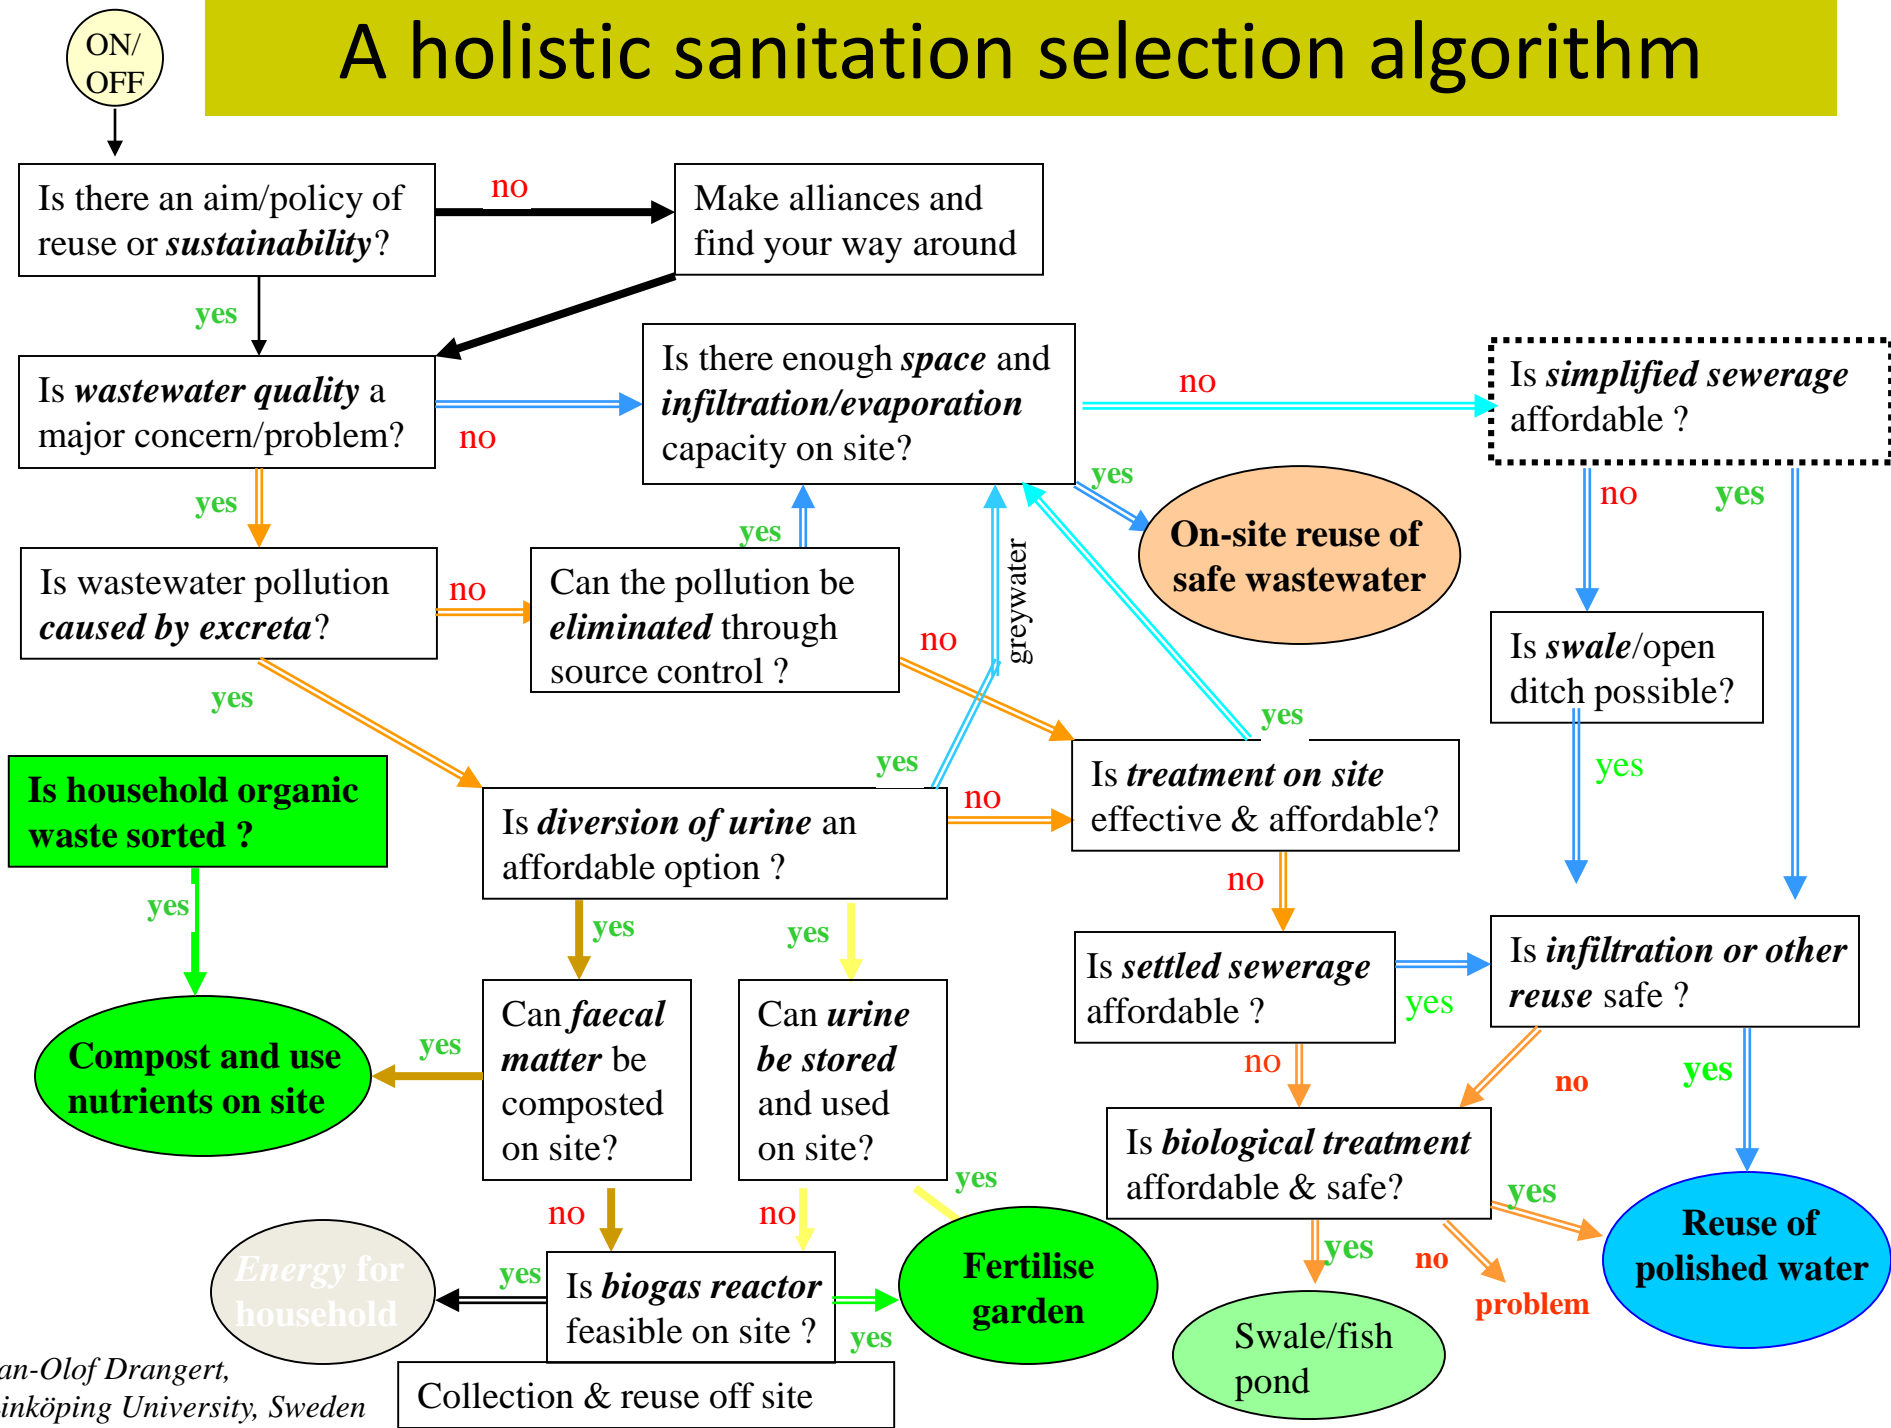 ON/
OFF
A holistic sanitation selection algorithm
Is there an aim/policy of
reuse or sustainability?
no
Make alliances and
find your way around
yes
Is wastewater quality a
major concern/problem?
no
Is there enough space and
infiltration/evaporation
capacity on site?
no
Is simplified sewerage
affordable ?
yes
yes
yes
On-site reuse of
safe wastewater
no
yes
Is wastewater pollution
caused by excreta?
no
Can the pollution be
eliminated through
source control ?
greywater
no
Is swale/open
ditch possible?
yes
yes
yes
Is household organic
waste sorted ?
yes
Is diversion of urine an
affordable option ?
no
Is treatment on site
effective & affordable?
yes
no
yes
yes
yes
Is settled sewerage
affordable ?
yes
Is infiltration or other
reuse safe ?
Compost and use
nutrients on site
yes
Can faecal
matter be
composted
on site?
Can urine
be stored
and used
on site?
no
no
yes
Is biological treatment
affordable & safe?
yes
yes
no
problem
Reuse of
polished water
no
no
yes
Energy for
household
yes
Is biogas reactor
feasible on site ?
yes
Fertilise
garden
Swale/fish
pond
an-Olof Drangert,
inköping University, Sweden
Collection & reuse off site